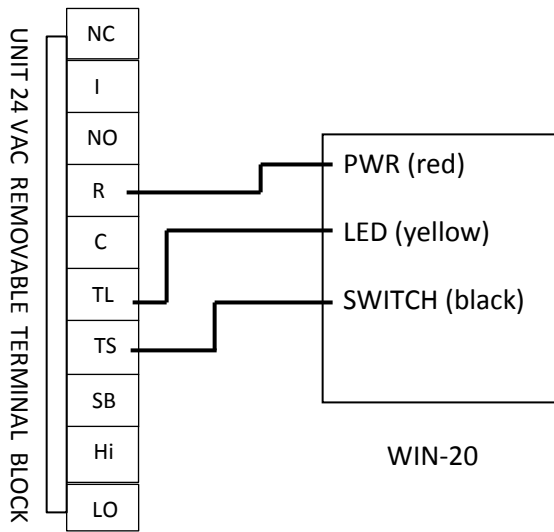 UNIT 24 VAC REMOVABLE TERMINAL BLOCK
NC
I
NO
R
C
TL
TS
SB
Hi
LO
PWR (red)
LED (yellow)
SWITCH (black)
WIN-20